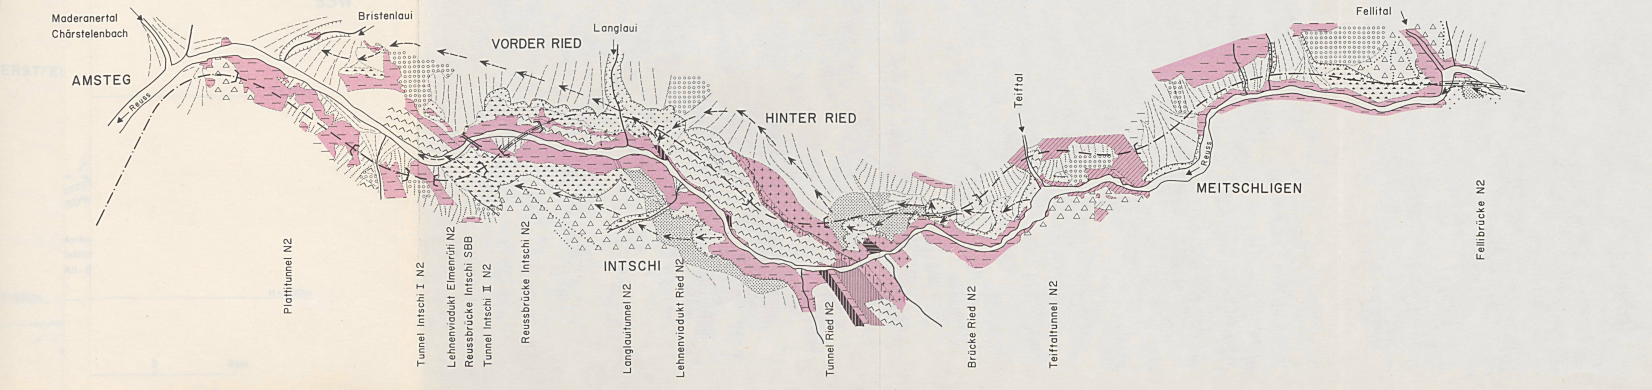 Maderanertal
Chärstelenbach
Bristenlaui
Langlaui
Fellital
VORDER RIED
AMSTEG
Reuss
HINTER RIED
Teiftal
Reuss
MEITSCHLIGEN
INTSCHI
Plattitunnel N2
Tunnel Intschi I N2
Lehnenviadukt Elmenrüti N2
Reussbrücke Intschi SBB
Tunnel Intschi II N2
Reussbrücke Intschi N2
Langlauitunnel N2
Lehnenviadukt Ried N2
Tunnel Ried N2
Brücke Ried N2
Teiftaltunnel N2
Fellibrücke N2